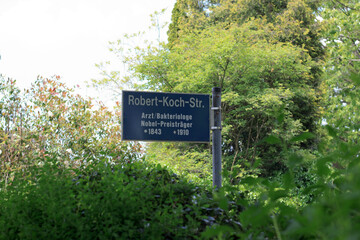 Robert-Koch-Str.
Arzt/Bakteriologe
Nobel-Preisträger
*1843 +1910